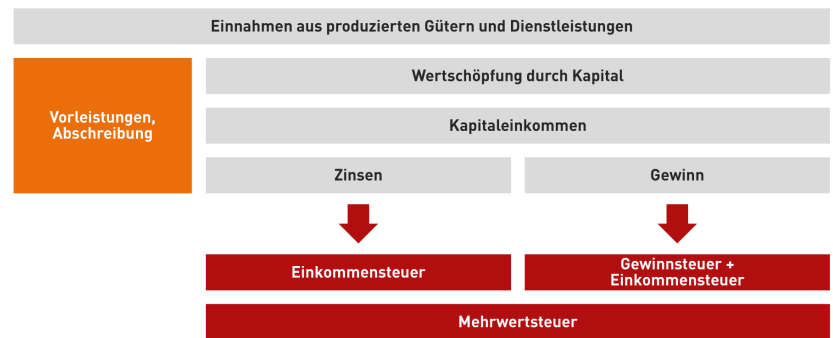 Einnahmen aus produzierten Gütern und Dienstleistungen
Vorleistungen,
Abschreibung
Wertschöpfung durch Kapital
Kapitaleinkommen
Zinsen
Gewinn
Einkommensteuer
Gewinnsteuer +
Einkommensteuer
Mehrwertsteuer